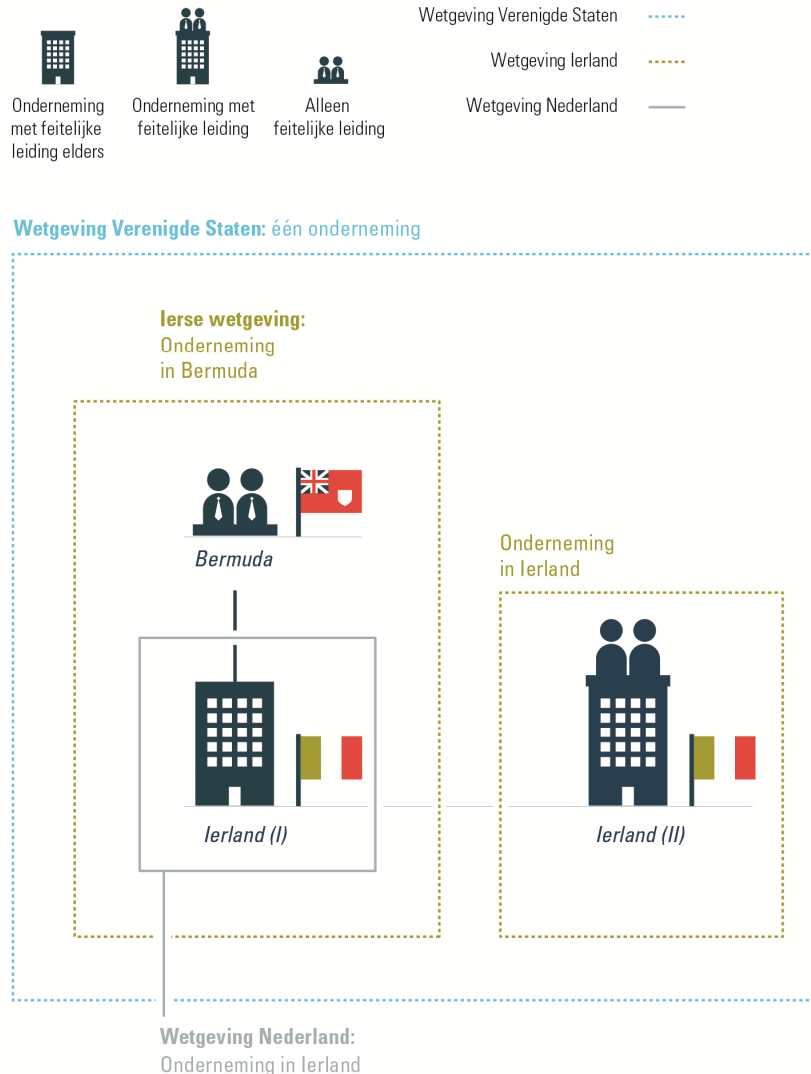 Onderneming
met feitelijke
leiding elders
Onderneming met
feitelijke leiding
Alleen
feitelijke leiding
Wetgeving Verenigde Staten
Wetgeving Ierland
Wetgeving Nederland
Wetgeving Verenigde Staten: één onderneming
Ierse wetgeving:
Onderneming
in Bermuda
Bermuda
Onderneming
in Ierland
Ierland (I)
Ierland (II)
Wetgeving Nederland:
Onderneming in Ierland